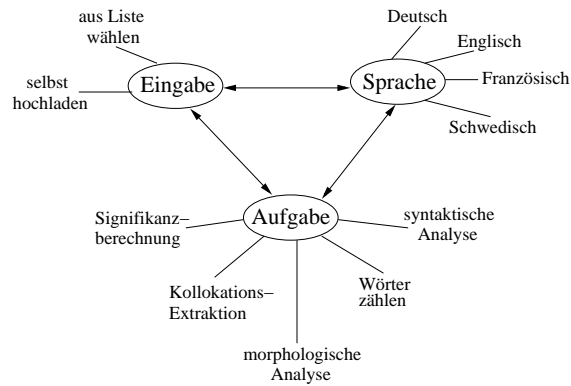 aus Liste
wählen
Deutsch
Englisch
Eingabe
Sprache
Französisch
selbst
hochladen
Schwedisch
Signifikanz–
berechnung
Aufgabe
syntaktische
Analyse
Kollokations–
Extraktion
Wörter
zählen
morphologische
Analyse